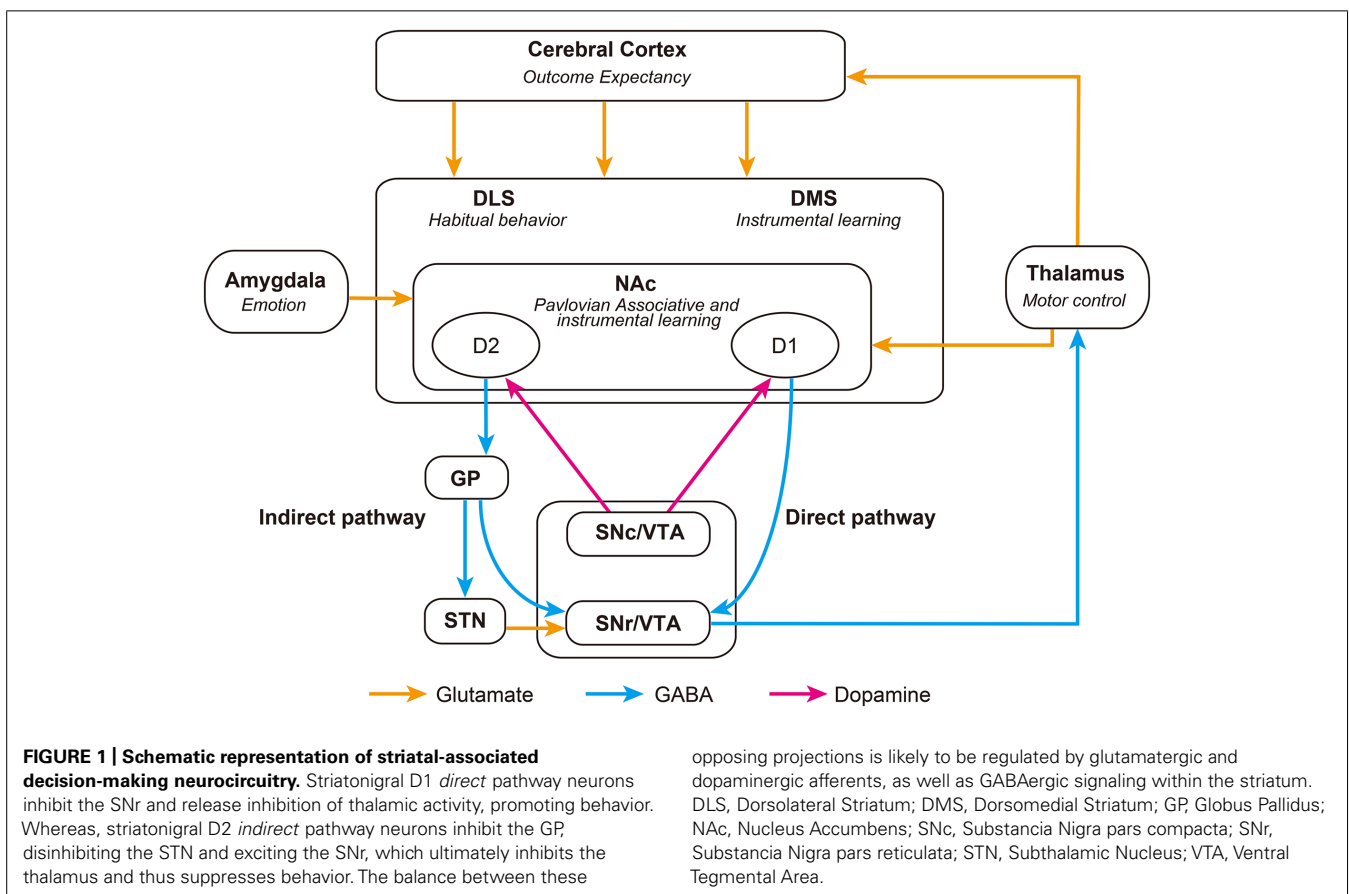 Cerebral Cortex
Outcome Expectancy
DLS
Habitual behavior
DMS
Instrumental learning
Amygdala
Emotion
NAc
Pavlovian Associative and
instrumental learning
D2
D1
Thalamus
Motor control
GP
Indirect pathway
Direct pathway
SNc/VTA
STN
SNr/VTA
Glutamate
GABA
Dopamine
FIGURE 1 | Schematic representation of striatal-associated
decision-making neurocircuitry. Striatonigral D1 direct pathway neurons
inhibit the SNr and release inhibition of thalamic activity, promoting behavior.
Whereas, striatonigral D2 indirect pathway neurons inhibit the GP,
disinhibiting the STN and exciting the SNr, which ultimately inhibits the
thalamus and thus suppresses behavior. The balance between these
opposing projections is likely to be regulated by glutamatergic and
dopaminergic afferents, as well as GABAergic signaling within the striatum.
DLS, Dorsolateral Striatum; DMS, Dorsomedial Striatum; GP, Globus Pallidus;
NAc, Nucleus Accumbens; SNc, Substancia Nigra pars compacta; SNr,
Substancia Nigra pars reticulata; STN, Subthalamic Nucleus; VTA, Ventral
Tegmental Area.